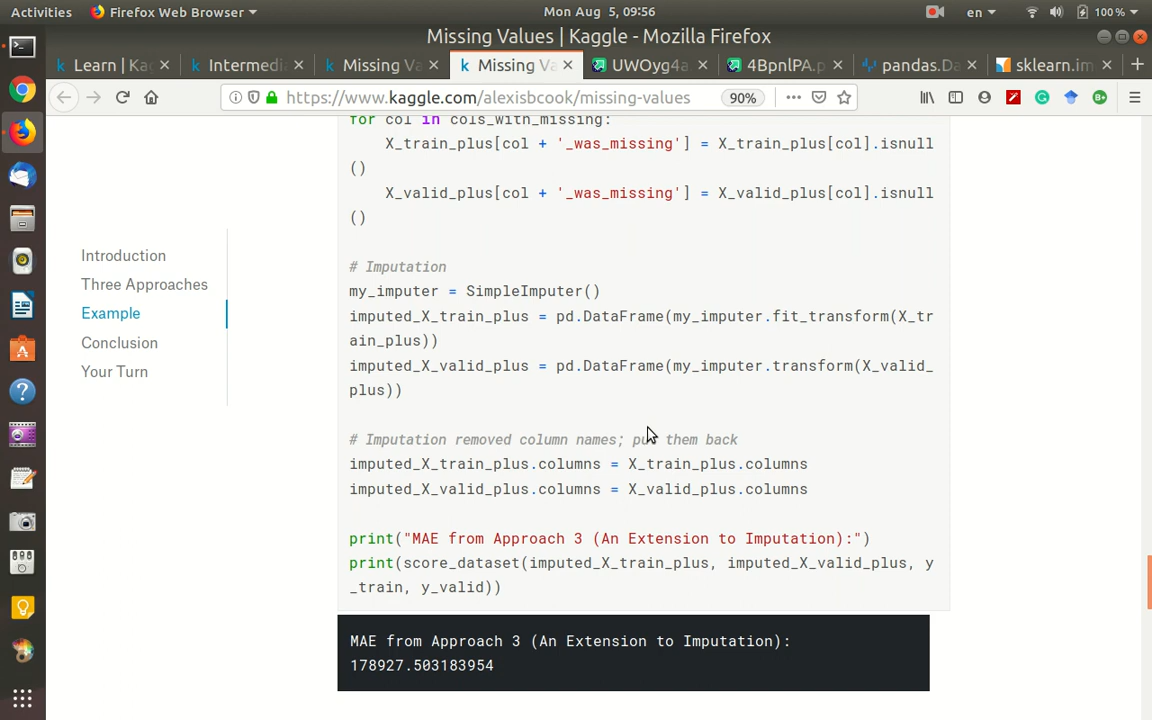 Activities
Firefox Web Browser
Mon Aug 5, 09:56
en
100%
Missing Values | Kaggle - Mozilla Firefox
Learn | Ka
Intermedi
Missing Va
Missing Va
UWOyg4a
4BpnlPA.p
pandas.Da
sklearn.im
https://www.kaggle.com/alexisbcook/missing-values
90%
Introduction
Three Approaches
Example
Conclusion
Your Turn
for col in cols_with_missing:
X_train_plus[col + '_was_missing'] = X_train_plus[col].isnull
()
X_valid_plus[col + '_was_missing'] = X_valid_plus[col].isnull
()
# Imputation
my_imputer = SimpleImputer()
imputed_X_train_plus = pd.DataFrame(my_imputer.fit_transform(X_tr
ain_plus))
imputed_X_valid_plus = pd.DataFrame(my_imputer.transform(X_valid_
plus))
# Imputation removed column names; put them back
imputed_X_train_plus.columns = X_train_plus.columns
imputed_X_valid_plus.columns = X_valid_plus.columns
print("MAE from Approach 3 (An Extension to Imputation):")
print(score_dataset(imputed_X_train_plus, imputed_X_valid_plus, y
_train, y_valid))
MAE from Approach 3 (An Extension to Imputation):
178927.503183954